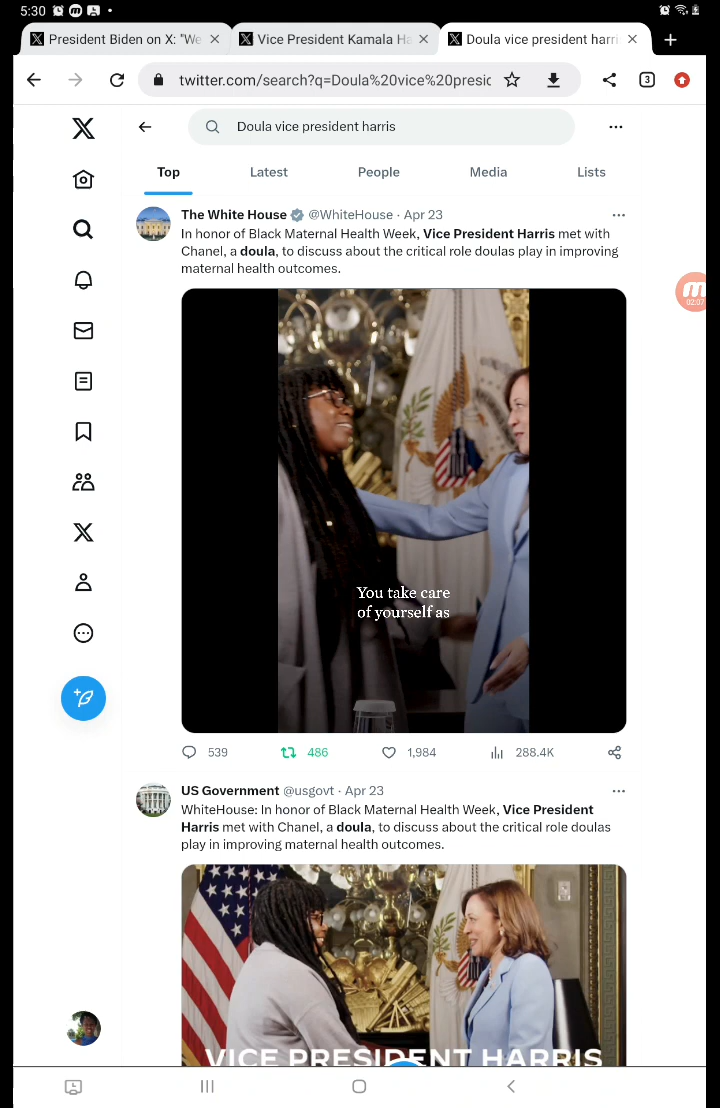 5:30
President Biden on X: "We
Vice President Kamala Ha
Doula vice president harri
twitter.com/search?q=Doula%20vice%20presic
3
Doula vice president harris
Top Latest People Media Lists
The White House @WhiteHouse · Apr 23
In honor of Black Maternal Health Week, Vice President Harris met with
Chanel, a doula, to discuss about the critical role doulas play in improving
maternal health outcomes.
02:07
You take care
of yourself as
539 486 1,984 288.4K
US Government @usgovt · Apr 23
WhiteHouse: In honor of Black Maternal Health Week, Vice President
Harris met with Chanel, a doula, to discuss about the critical role doulas
play in improving maternal health outcomes.
VICE PRESIDENT HARRIS